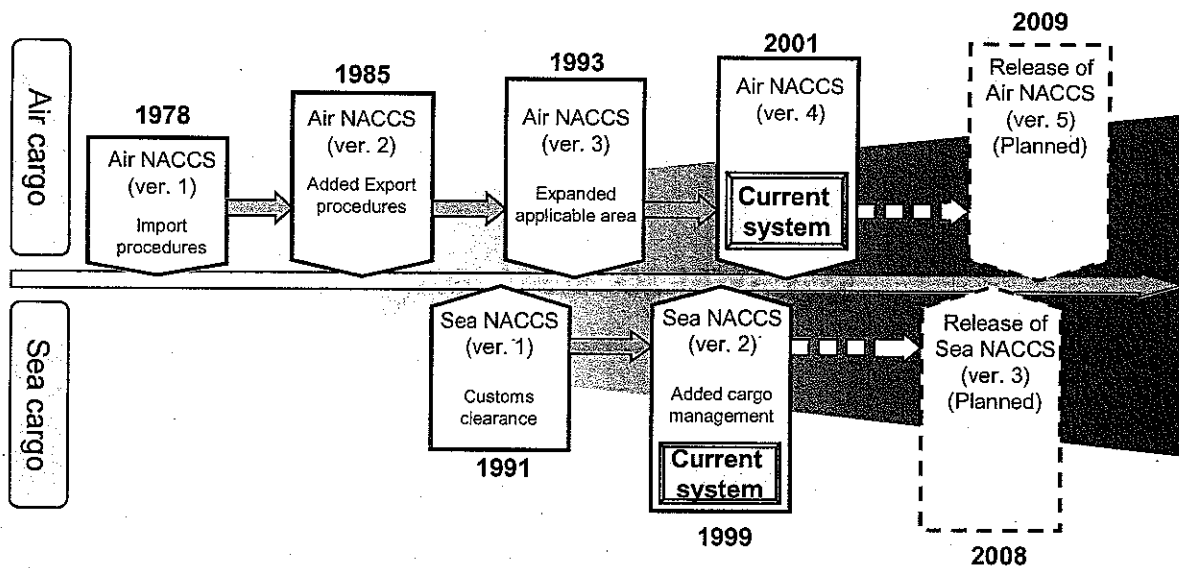 Air cargo
1978
Air NACCS
(ver. 1)
Import
procedures
1985
Air NACCS
(ver. 2)
Added Export
procedures
1993
Air NACCS
(ver. 3)
Expanded
applicable area
2001
Air NACCS
(ver. 4)
Current
system
2009
Release of
Air NACCS
(ver. 5)
(Planned)
Sea cargo
Sea NACCS
(ver. 1)
Customs
clearance
1991
Sea NACCS
(ver. 2)
Added cargo
management
Current
system
1999
Release of
Sea NACCS
(ver. 3)
(Planned)
2008